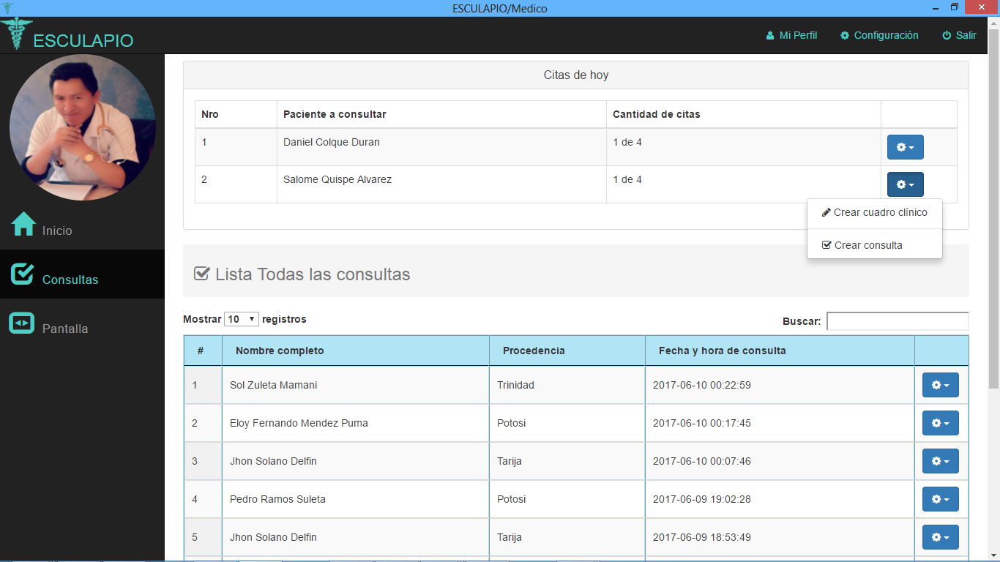 ESCULAPIO/Medico
ESCULAPIO
Mi Perfil Configuración Salir
Inicio
Consultas
Pantalla
Citas de hoy
Nro Paciente a consultar Cantidad de citas
1 Daniel Colque Duran 1 de 4
2 Salome Quispe Alvarez 1 de 4
Crear cuadro clínico
Crear consulta
Lista Todas las consultas
Mostrar 10 registros Buscar:
# Nombre completo Procedencia Fecha y hora de consulta
1 Sol Zuleta Mamani Trinidad 2017-06-10 00:22:59
2 Eloy Fernando Mendez Puma Potosi 2017-06-10 00:17:45
3 Jhon Solano Delfin Tarija 2017-06-10 00:07:46
4 Pedro Ramos Suleta Potosi 2017-06-09 19:02:28
5 Jhon Solano Delfin Tarija 2017-06-09 18:53:49